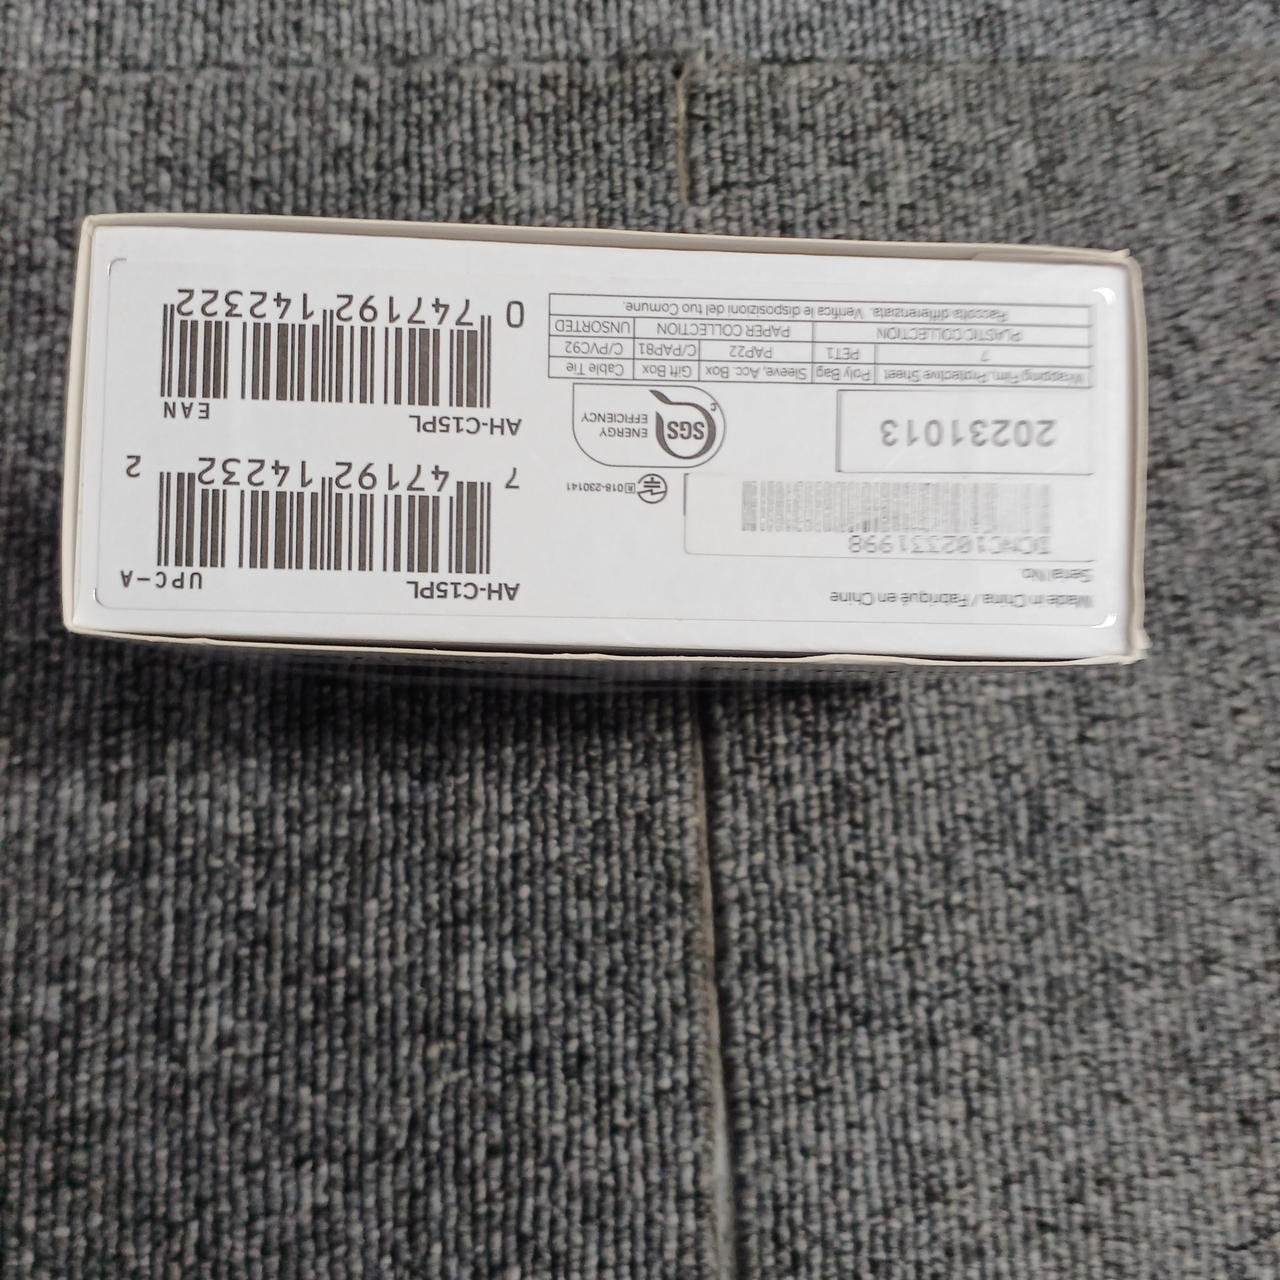 Made in China / Fabriqué en Chine
Serial No.
DCNC102331998
20231013
R 018-230141
SGS
ENERGY
EFFICIENCY
c
Wrapping Film, Protective Sheet Poly Bag Sleeve, Acc. Box Gift Box Cable Tie
7 PET1 PAP22 C/PAP81 C/PVC92
PLASTIC COLLECTION PAPER COLLECTION UNSORTED
Raccolta differenziata. Verifica le disposizioni del tuo Comune.
AH-C15PL UPC-A
7 47192 14232 2
AH-C15PL EAN
0 747192 142322